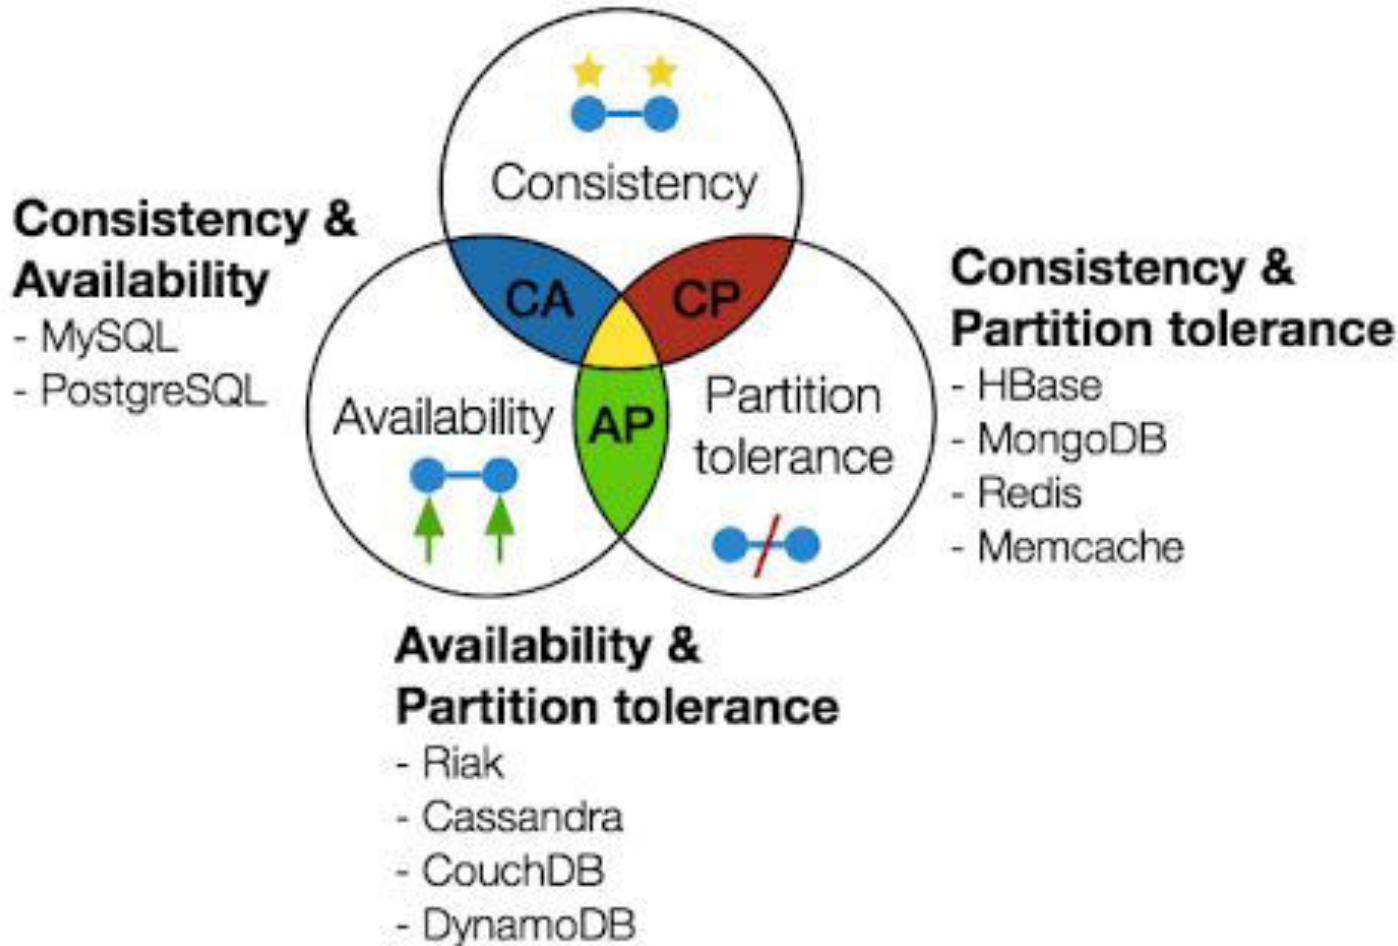 Consistency
Consistency &
Availability
- MySQL
- PostgreSQL
CA
CP
Consistency &
Partition tolerance
- HBase
- MongoDB
- Redis
- Memcache
Availability
AP
Partition
tolerance
Availability &
Partition tolerance
- Riak
- Cassandra
- CouchDB
- DynamoDB